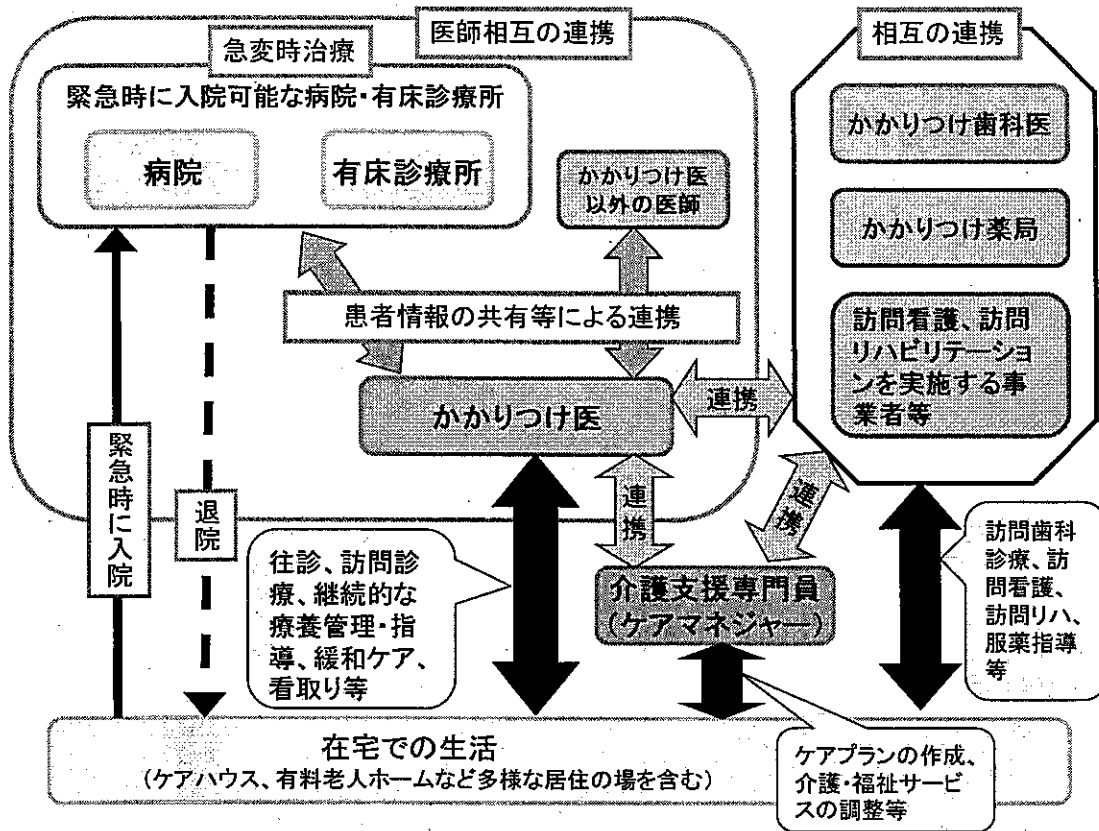 医師相互の連携
急変時治療
緊急時に入院可能な病院・有床診療所
病院
有床診療所
かかりつけ医
以外の医師
患者情報の共有等による連携
かかりつけ医
相互の連携
かかりつけ歯科医
かかりつけ薬局
訪問看護、訪問
リハビリテーショ
ンを実施する事
業者等
連携
連携
連携
緊急時に入院
退院
往診、訪問診
療、継続的な
療養管理・指
導、緩和ケア、
看取り等
介護支援専門員
(ケアマネジャー)
訪問歯科
診療、訪
問看護、
訪問リハ、
服薬指導
等
在宅での生活
(ケアハウス、有料老人ホームなど多様な居住の場を含む)
ケアプランの作成、
介護・福祉サービ
スの調整等